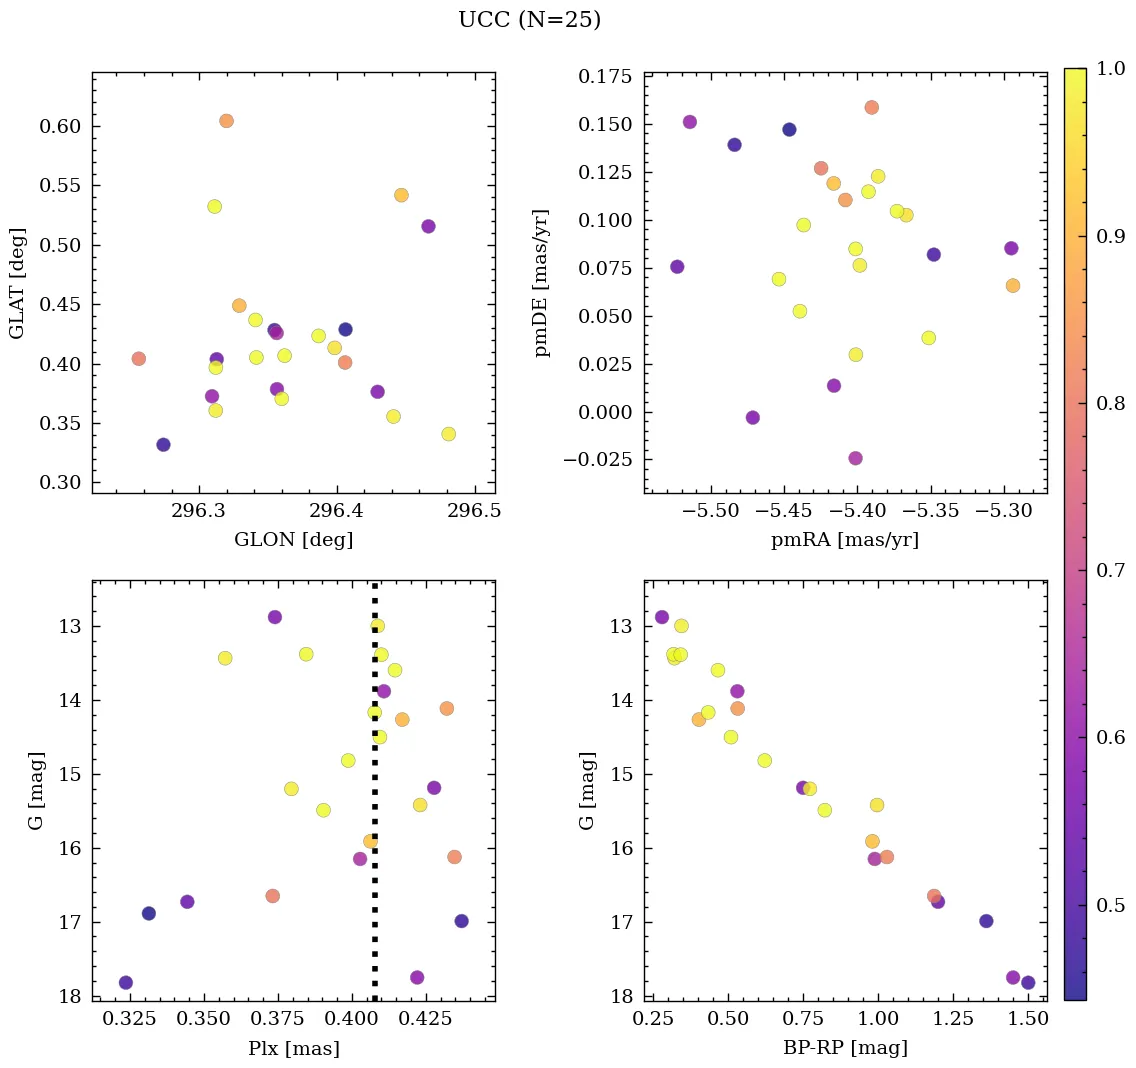 UCC (N=25)
0.60
0.55
0.50
0.45
0.40
0.35
0.30
GLAT [deg]
296.3 296.4 296.5
GLON [deg]
0.175
0.150
0.125
0.100
0.075
0.050
0.025
0.000
−0.025
pmDE [mas/yr]
−5.50 −5.45 −5.40 −5.35 −5.30
pmRA [mas/yr]
1.0
0.9
0.8
0.7
0.6
0.5
13
14
15
16
17
18
G [mag]
0.325 0.350 0.375 0.400 0.425
Plx [mas]
13
14
15
16
17
18
G [mag]
0.25 0.50 0.75 1.00 1.25 1.50
BP-RP [mag]